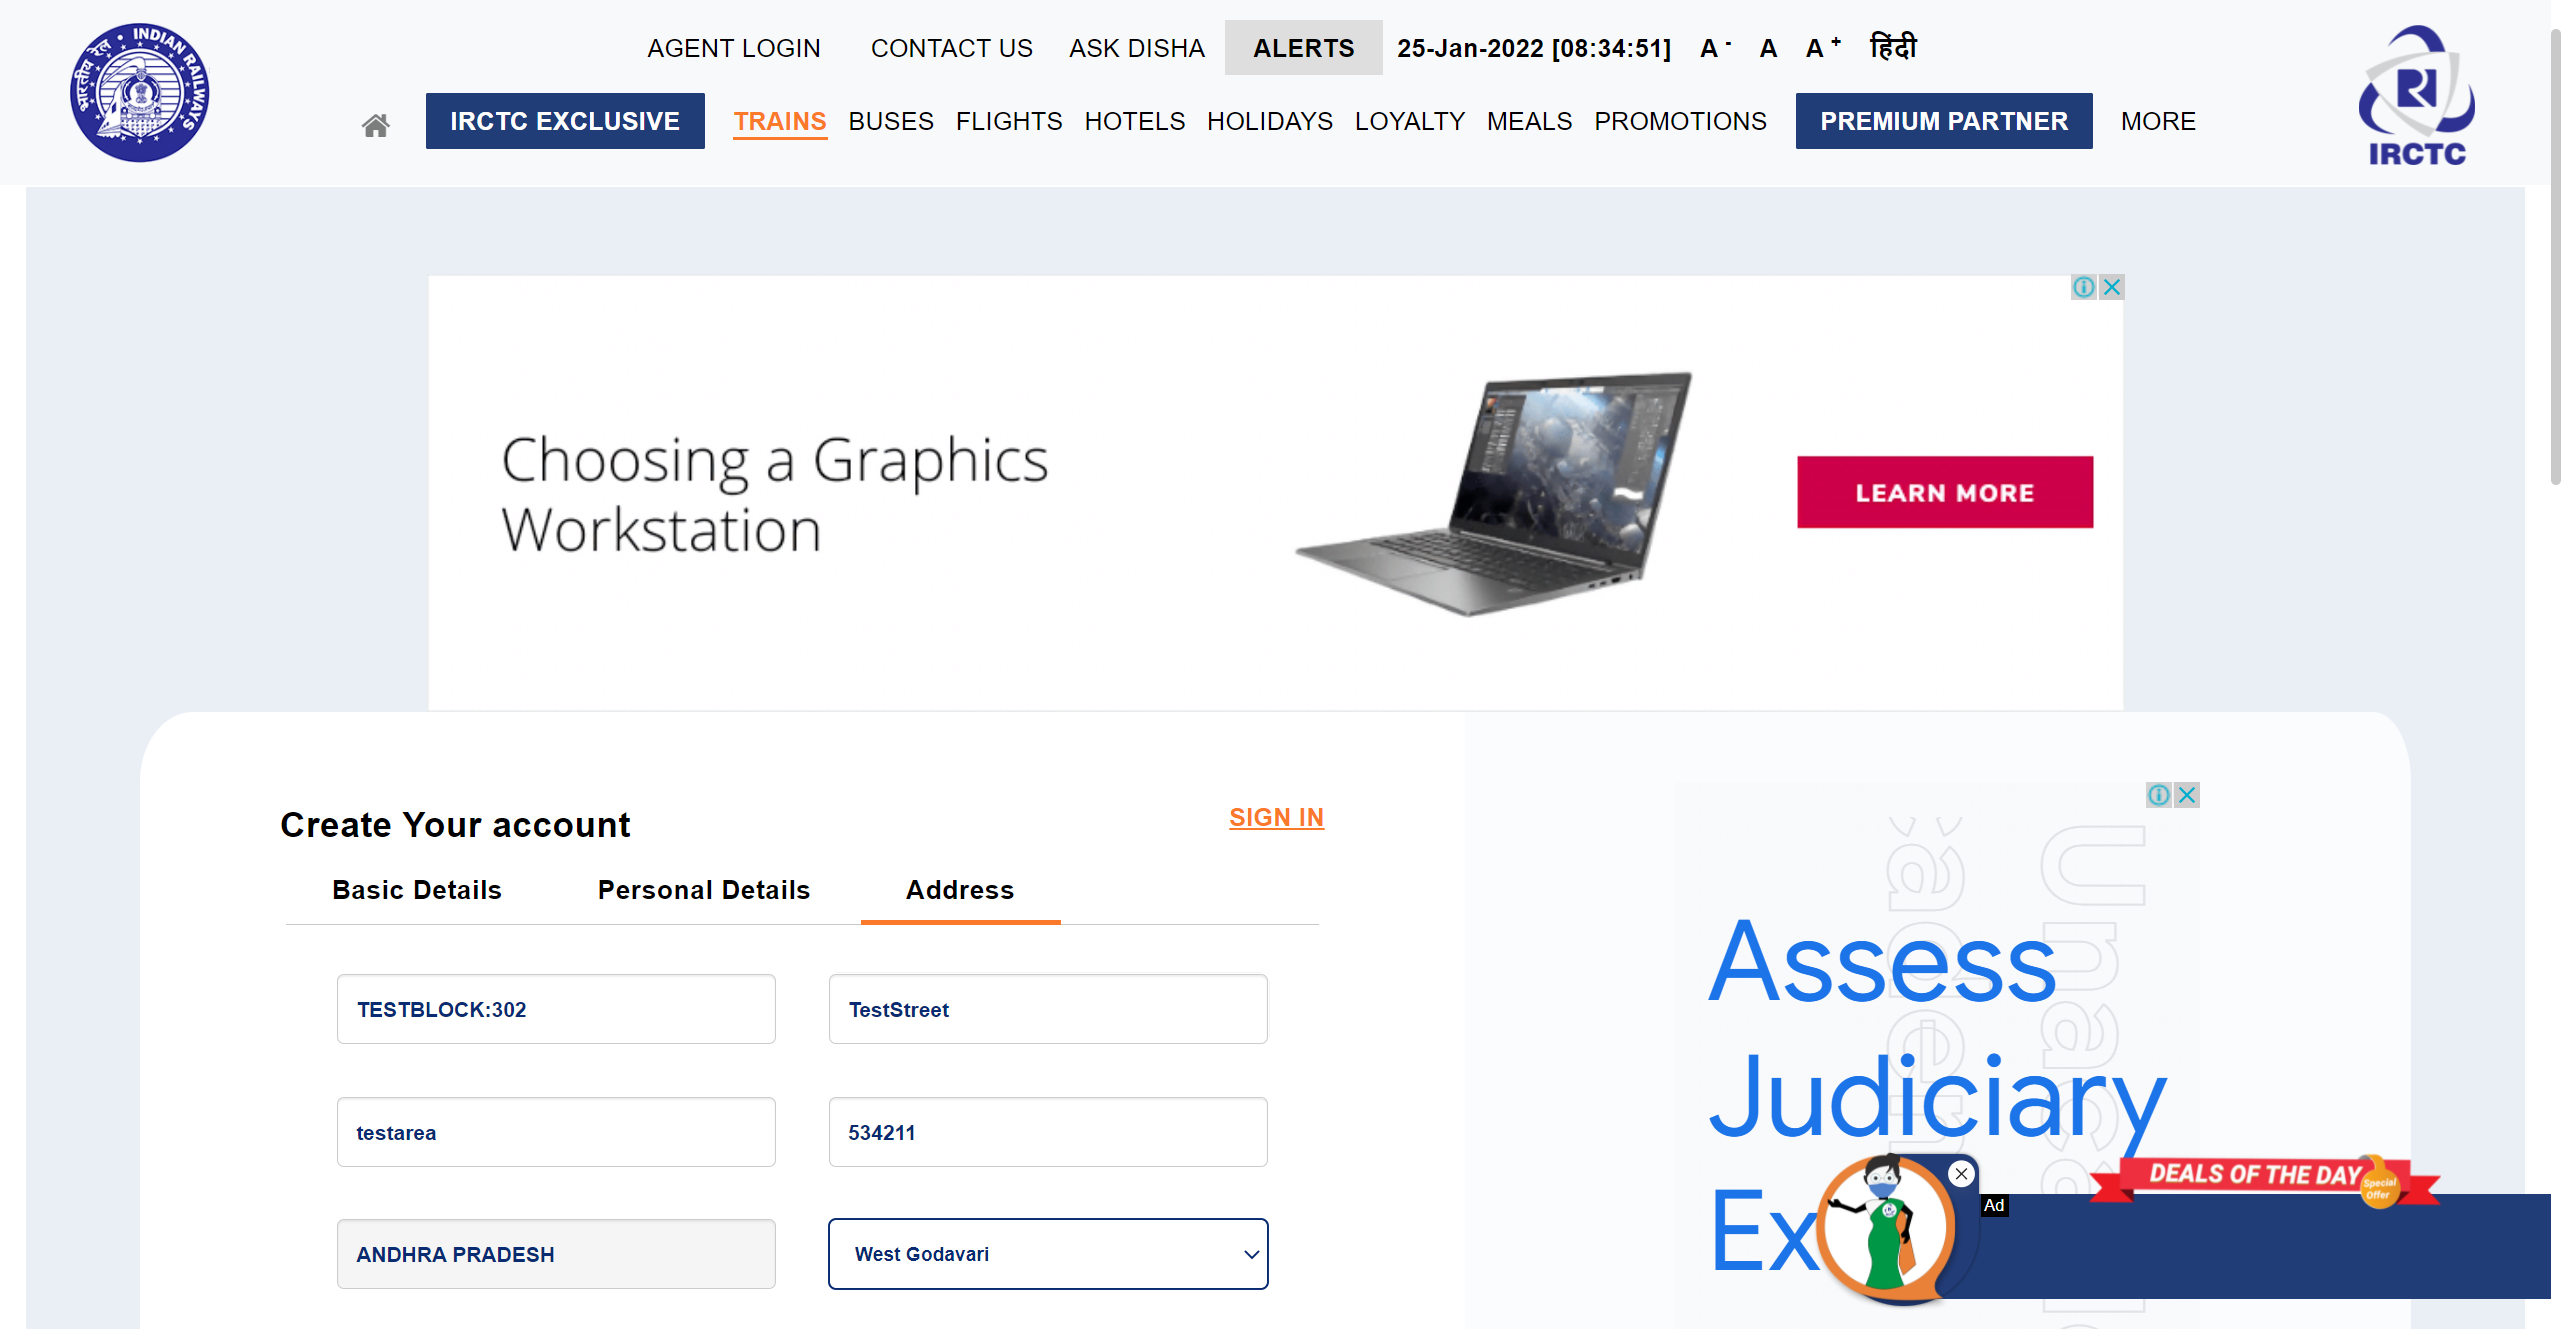 भारतीय रेल • INDIAN RAILWAYS
AGENT LOGIN CONTACT US ASK DISHA ALERTS 25-Jan-2022 [08:34:51] A - A A + हिंदी
IRCTC EXCLUSIVE TRAINS BUSES FLIGHTS HOTELS HOLIDAYS LOYALTY MEALS PROMOTIONS PREMIUM PARTNER MORE
IRCTC
Choosing a Graphics
Workstation
LEARN MORE
Create Your account
SIGN IN
Basic Details Personal Details Address
TESTBLOCK:302 TestStreet
testarea 534211
ANDHRA PRADESH West Godavari
Assess
Judiciary
Ex
Ad
DEALS OF THE DAY
Special
Offer